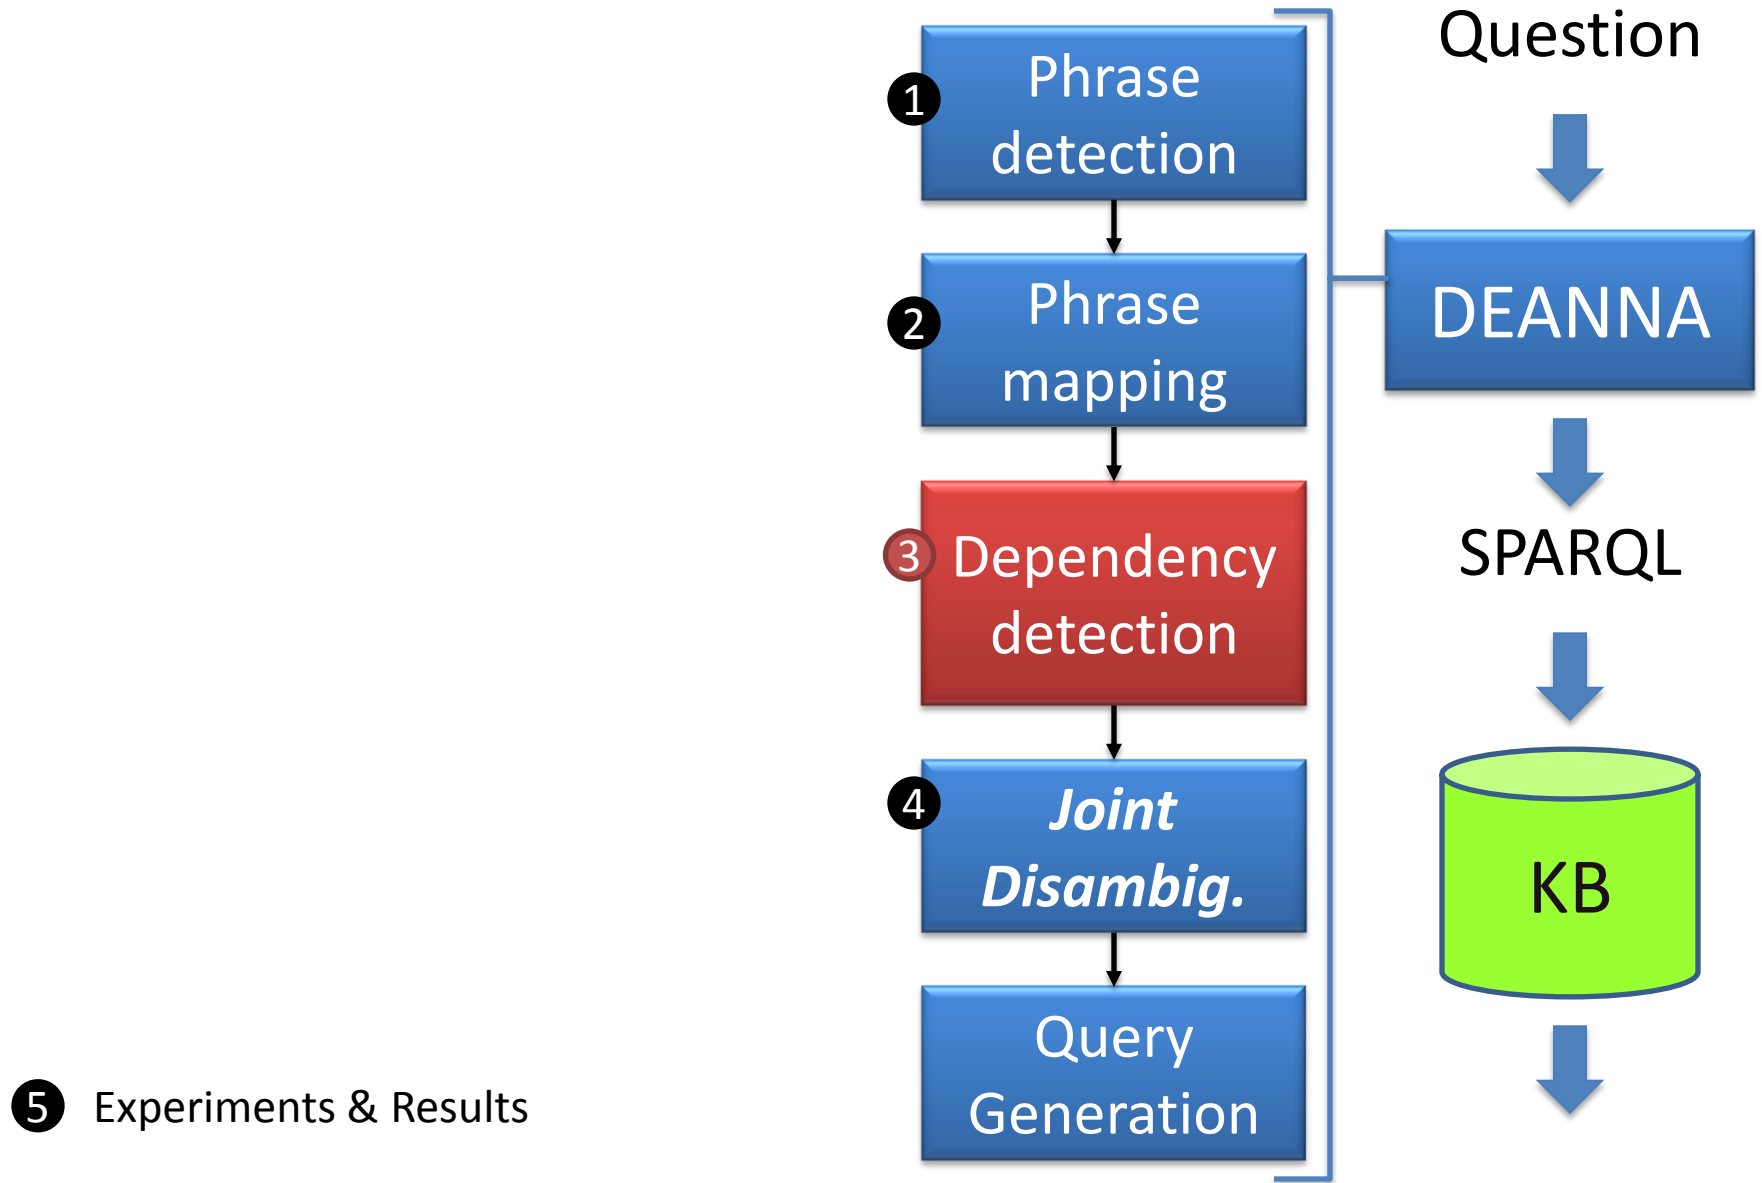 1
Phrase
detection
2
Phrase
mapping
3
Dependency
detection
4
Joint
Disambig.
Query
Generation
5 Experiments & Results
Question
DEANNA
SPARQL
KB